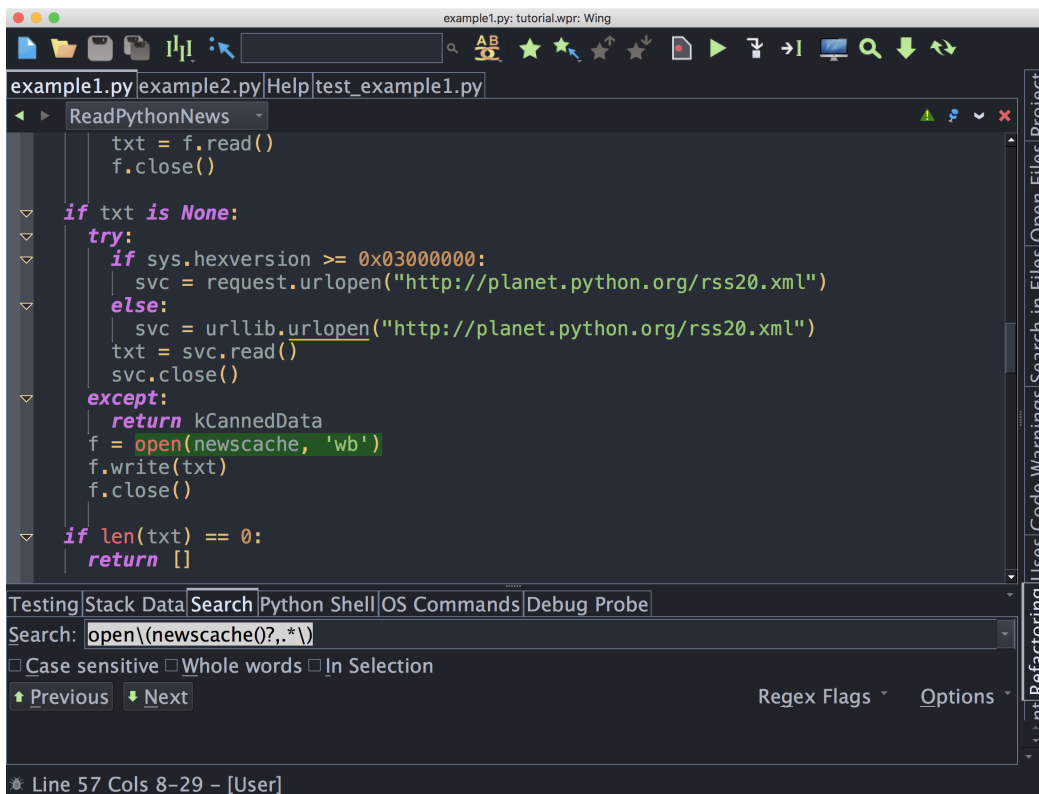 example1.py: tutorial.wpr: Wing
AB
example1.py example2.py Help test_example1.py
ReadPythonNews
txt = f.read()
f.close()
if txt is None:
try:
if sys.hexversion >= 0x03000000:
svc = request.urlopen("http://planet.python.org/rss20.xml")
else:
svc = urllib.urlopen("http://planet.python.org/rss20.xml")
txt = svc.read()
svc.close()
except:
return kCannedData
f = open(newscache, 'wb')
f.write(txt)
f.close()
if len(txt) == 0:
return []
Project
Open Files
Search in Files
Code Warnings
Uses
Refactoring
Testing Stack Data Search Python Shell OS Commands Debug Probe
Search: open\(newscache()?,.*\)
Case sensitive Whole words In Selection
Previous Next Regex Flags Options
Line 57 Cols 8-29 – [User]